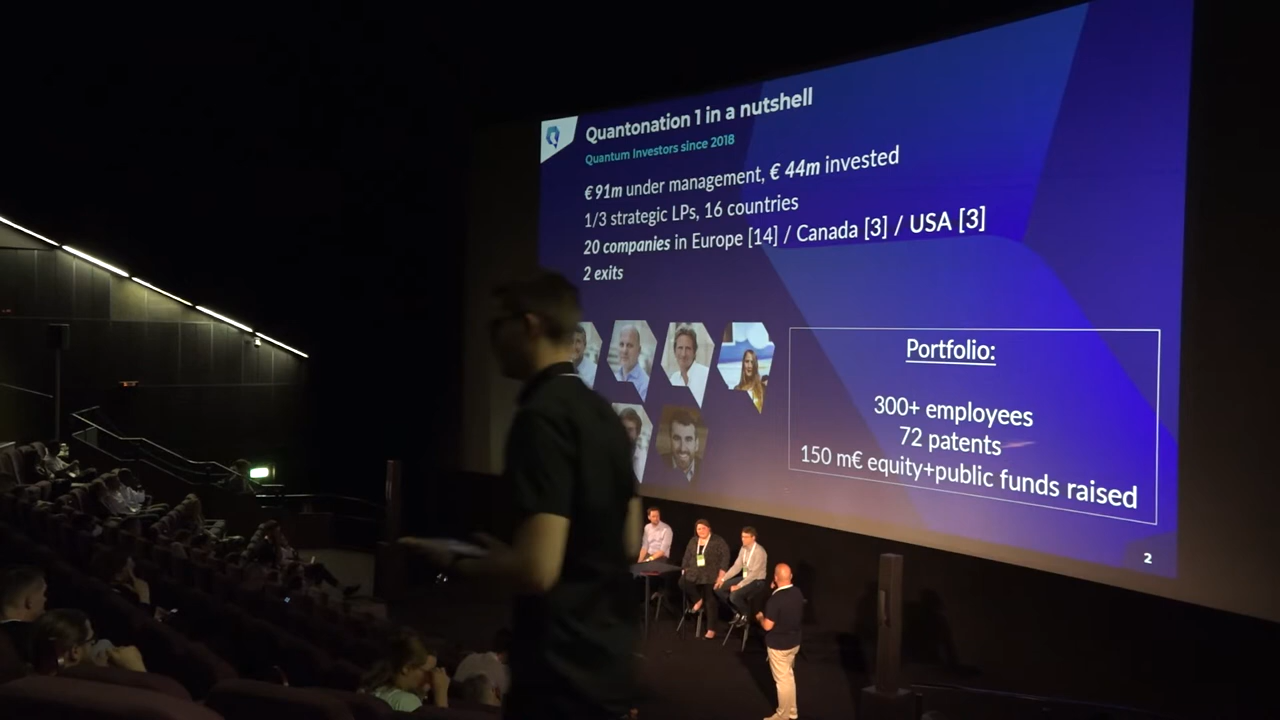 Quantonation 1 in a nutshell
Quantum Investors since 2018
€ 91m under management, € 44m invested
1/3 strategic LPs, 16 countries
20 companies in Europe [14] / Canada [3] / USA [3]
2 exits
Portfolio:
300+ employees
72 patents
150 m€ equity+public funds raised
2